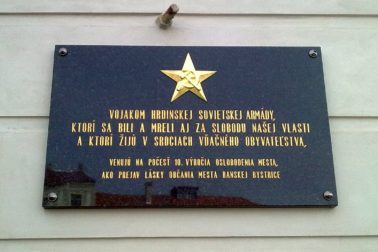 VOJAKOM HRDINSKEJ SOVIETSKEJ ARMÁDY,
KTORÍ SA BILI A MRELI AJ ZA SLOBODU NAŠEJ VLASTI
A KTORÍ ŽIJÚ V SRDCIACH VĎAČNÉHO OBYVATEĽSTVA,
VENUJÚ NA POČESŤ 10. VÝROČIA OSLOBODENIA MESTA,
AKO PREJAV LÁSKY OBČANIA MESTA BANSKEJ BYSTRICE